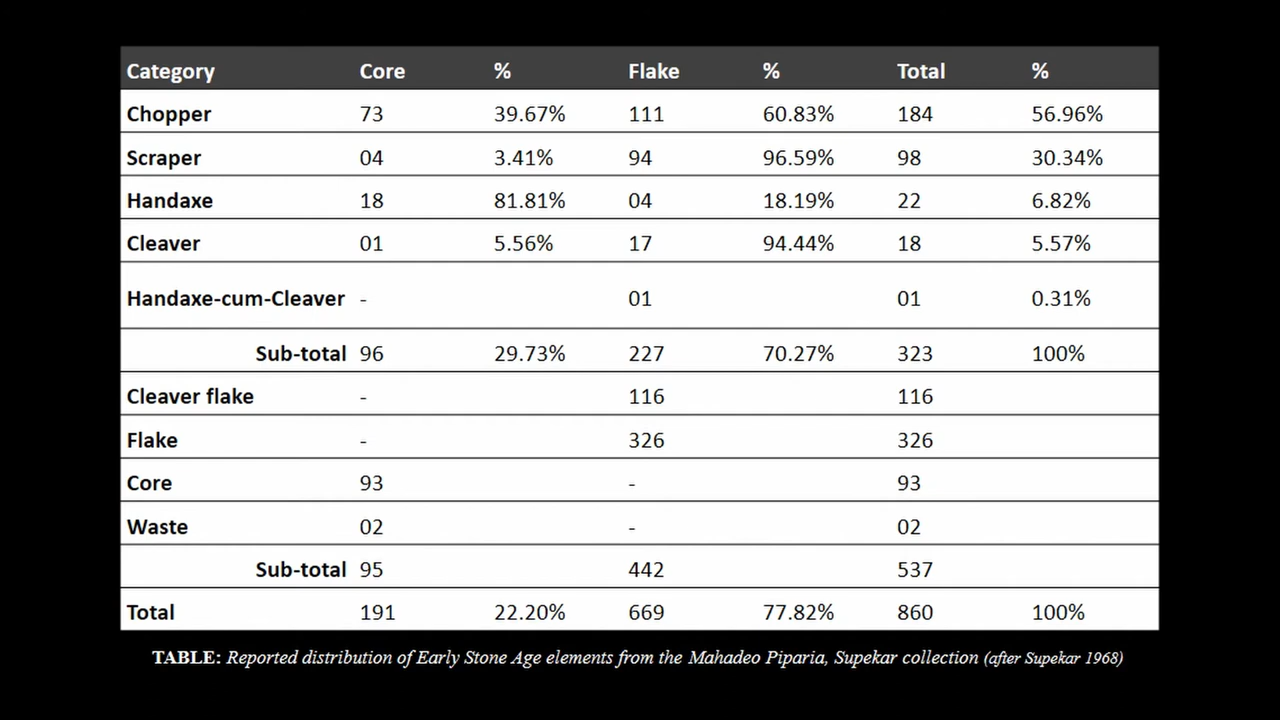 Category Core % Flake % Total %
Chopper 73 39.67% 111 60.83% 184 56.96%
Scraper 04 3.41% 94 96.59% 98 30.34%
Handaxe 18 81.81% 04 18.19% 22 6.82%
Cleaver 01 5.56% 17 94.44% 18 5.57%
Handaxe-cum-Cleaver - 01 01 0.31%
Sub-total 96 29.73% 227 70.27% 323 100%
Cleaver flake - 116 116
Flake - 326 326
Core 93 - 93
Waste 02 - 02
Sub-total 95 442 537
Total 191 22.20% 669 77.82% 860 100%
TABLE: Reported distribution of Early Stone Age elements from the Mahadeo Piparia, Supekar collection (after Supekar 1968)